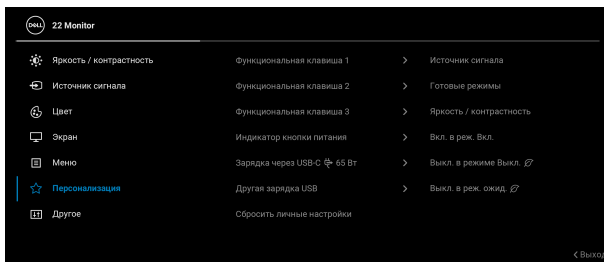 DELL 22 Monitor
Яркость / контрастность Функциональная клавиша 1 Источник сигнала
Источник сигнала Функциональная клавиша 2 Готовые режимы
Цвет Функциональная клавиша 3 Яркость / контрастность
Экран Индикатор кнопки питания Вкл. в реж. Вкл.
Меню Зарядка через USB-C 65 Вт Выкл. в режиме Выкл.
Персонализация Другая зарядка USB Выкл. в реж. ожид.
Другое Сбросить личные настройки
Выход